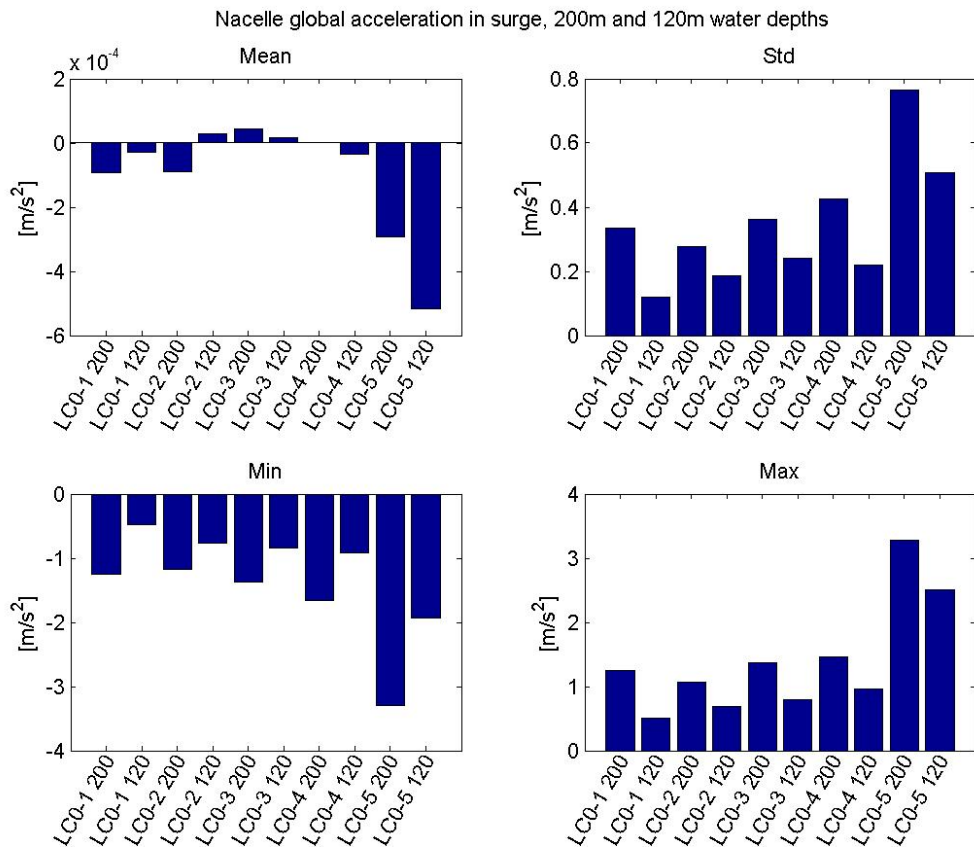 Nacelle global acceleration in surge, 200m and 120m water depths
Mean
x 10^-4
[m/s^2]
2
0
-2
-4
-6
LC0-1 200
LC0-1 120
LC0-2 200
LC0-2 120
LC0-3 200
LC0-3 120
LC0-4 200
LC0-4 120
LC0-5 200
LC0-5 120
Std
[m/s^2]
0.8
0.6
0.4
0.2
0
LC0-1 200
LC0-1 120
LC0-2 200
LC0-2 120
LC0-3 200
LC0-3 120
LC0-4 200
LC0-4 120
LC0-5 200
LC0-5 120
Min
[m/s^2]
0
-1
-2
-3
-4
LC0-1 200
LC0-1 120
LC0-2 200
LC0-2 120
LC0-3 200
LC0-3 120
LC0-4 200
LC0-4 120
LC0-5 200
LC0-5 120
Max
[m/s^2]
4
3
2
1
0
LC0-1 200
LC0-1 120
LC0-2 200
LC0-2 120
LC0-3 200
LC0-3 120
LC0-4 200
LC0-4 120
LC0-5 200
LC0-5 120